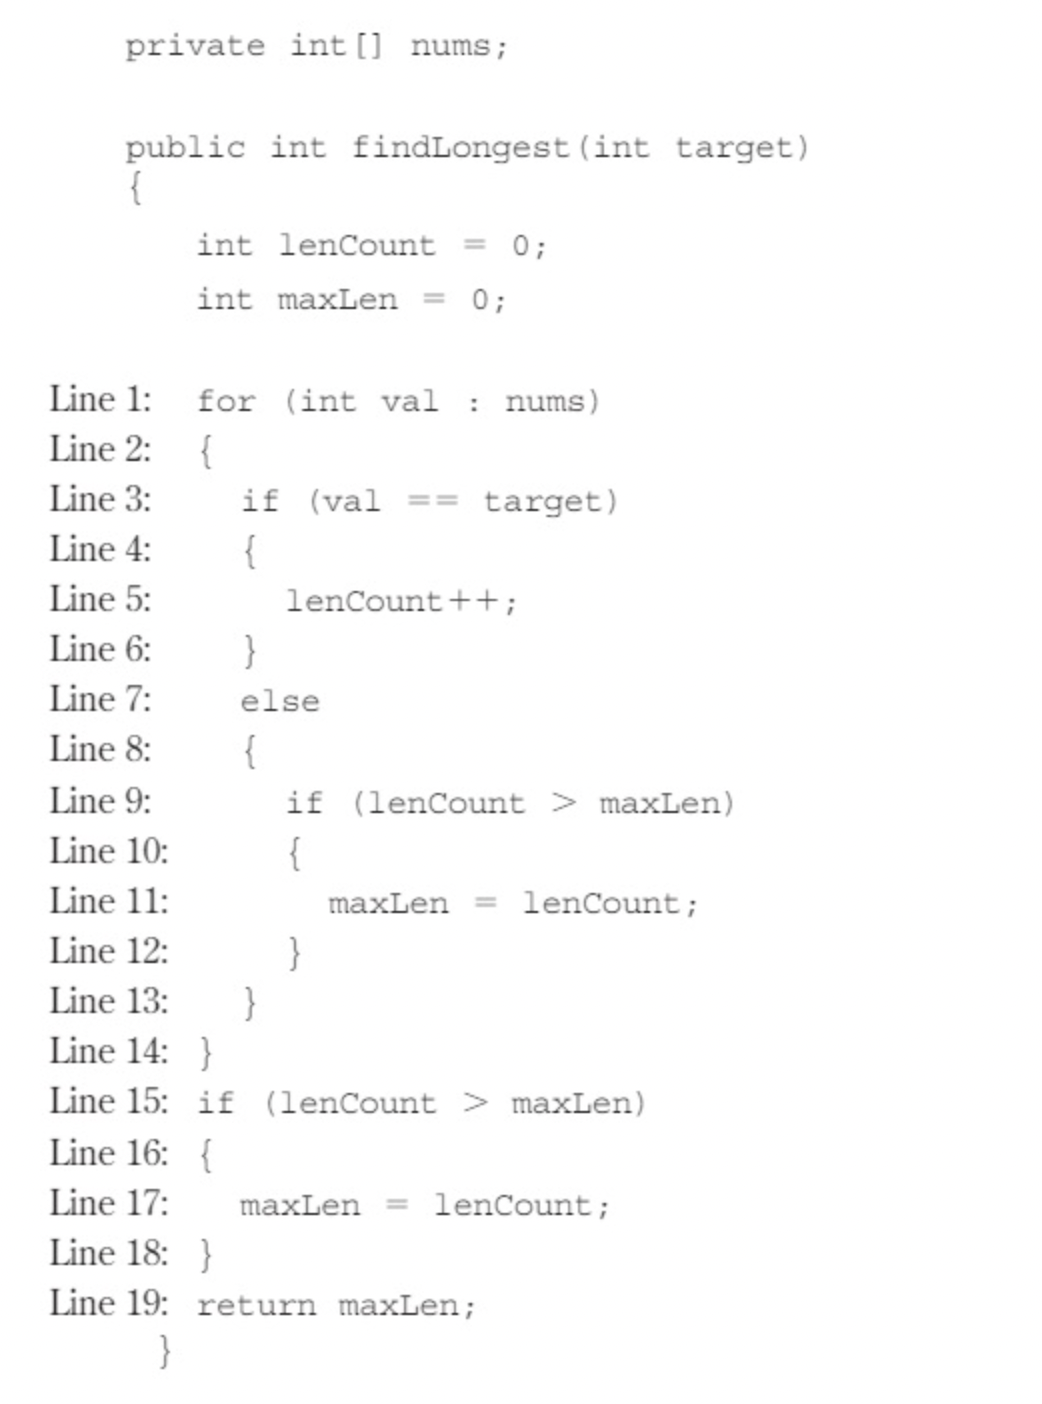 private int[] nums;
public int findLongest(int target)
{
int lenCount = 0;
int maxLen = 0;
Line 1: for (int val : nums)
Line 2: {
Line 3: if (val == target)
Line 4: {
Line 5: lenCount++;
Line 6: }
Line 7: else
Line 8: {
Line 9: if (lenCount > maxLen)
Line 10: {
Line 11: maxLen = lenCount;
Line 12: }
Line 13: }
Line 14: }
Line 15: if (lenCount > maxLen)
Line 16: {
Line 17: maxLen = lenCount;
Line 18: }
Line 19: return maxLen;
}